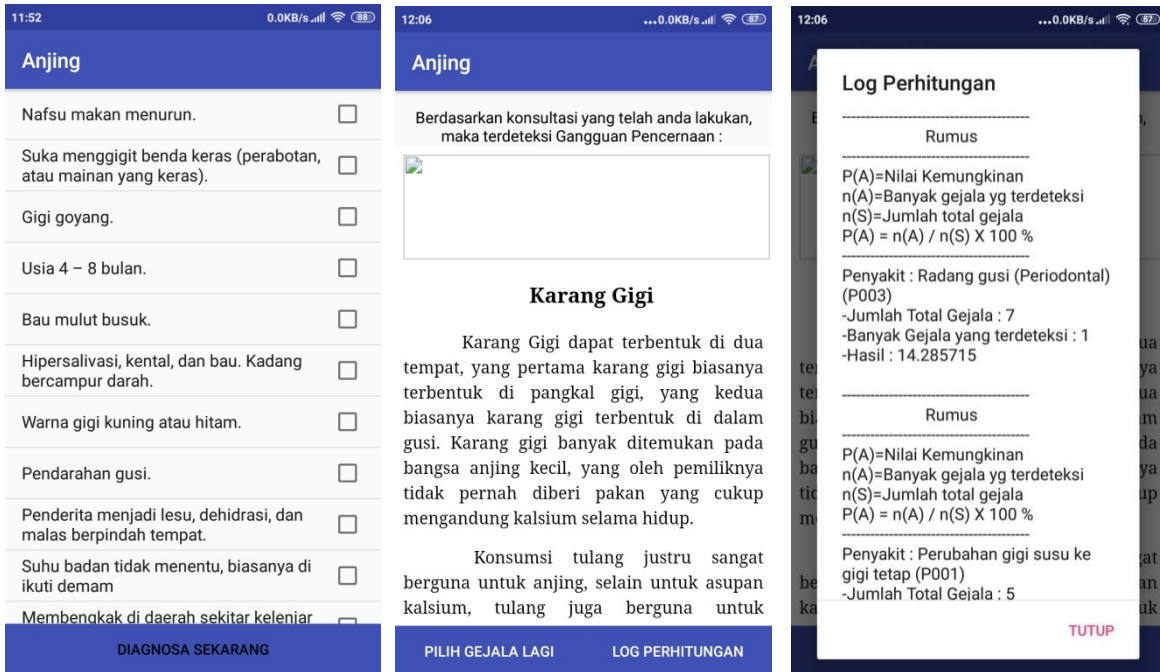 11:52
0.0KB/s
88
Anjing
Nafsu makan menurun.
Suka menggigit benda keras (perabotan,
atau mainan yang keras).
Gigi goyang.
Usia 4 – 8 bulan.
Bau mulut busuk.
Hipersalivasi, kental, dan bau. Kadang
bercampur darah.
Warna gigi kuning atau hitam.
Pendarahan gusi.
Penderita menjadi lesu, dehidrasi, dan
malas berpindah tempat.
Suhu badan tidak menentu, biasanya di
ikuti demam
Membengkak di daerah sekitar kelenjar
DIAGNOSA SEKARANG
12:06
...0.0KB/s
87
Anjing
Berdasarkan konsultasi yang telah anda lakukan,
maka terdeteksi Gangguan Pencernaan :
Karang Gigi
Karang Gigi dapat terbentuk di dua
tempat, yang pertama karang gigi biasanya
terbentuk di pangkal gigi, yang kedua
biasanya karang gigi terbentuk di dalam
gusi. Karang gigi banyak ditemukan pada
bangsa anjing kecil, yang oleh pemiliknya
tidak pernah diberi pakan yang cukup
mengandung kalsium selama hidup.
Konsumsi tulang justru sangat
berguna untuk anjing, selain untuk asupan
kalsium, tulang juga berguna untuk
PILIH GEJALA LAGI
LOG PERHITUNGAN
12:06
...0.0KB/s
87
Log Perhitungan
Rumus
P(A)=Nilai Kemungkinan
n(A)=Banyak gejala yg terdeteksi
n(S)=Jumlah total gejala
P(A) = n(A) / n(S) X 100 %
Penyakit : Radang gusi (Periodontal)
(P003)
-Jumlah Total Gejala : 7
-Banyak Gejala yang terdeteksi : 1
-Hasil : 14.285715
Rumus
P(A)=Nilai Kemungkinan
n(A)=Banyak gejala yg terdeteksi
n(S)=Jumlah total gejala
P(A) = n(A) / n(S) X 100 %
Penyakit : Perubahan gigi susu ke
gigi tetap (P001)
-Jumlah Total Gejala : 5
TUTUP